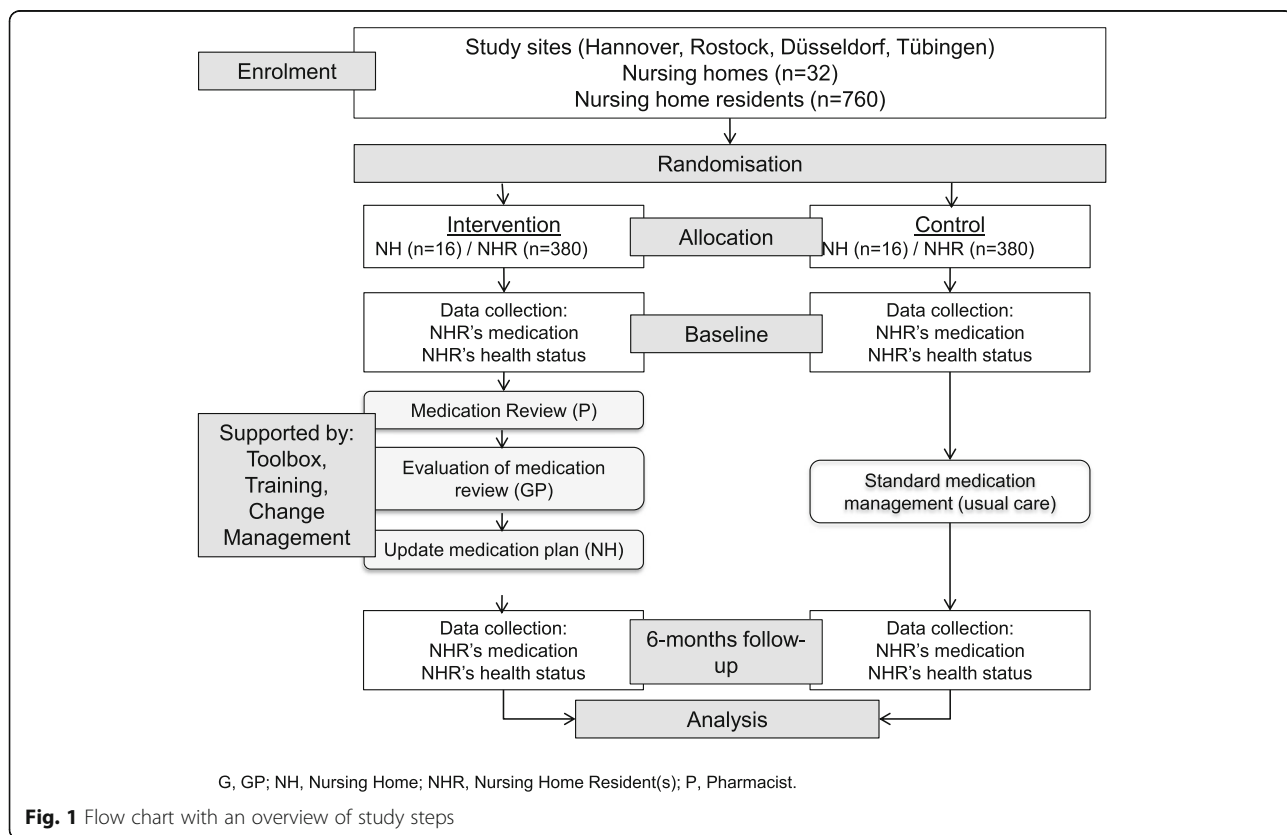 Study sites (Hannover, Rostock, Düsseldorf, Tübingen)
Nursing homes (n=32)
Nursing home residents (n=760)
Enrolment
Randomisation
Intervention
NH (n=16) / NHR (n=380)
Allocation
Control
NH (n=16) / NHR (n=380)
Data collection:
NHR's medication
NHR's health status
Baseline
Data collection:
NHR's medication
NHR's health status
Supported by:
Toolbox,
Training,
Change
Management
Medication Review (P)
Evaluation of medication
review (GP)
Update medication plan (NH)
Standard medication
management (usual care)
Data collection:
NHR's medication
NHR's health status
6-months follow-
up
Data collection:
NHR's medication
NHR's health status
Analysis
G, GP; NH, Nursing Home; NHR, Nursing Home Resident(s); P, Pharmacist.
Fig. 1 Flow chart with an overview of study steps